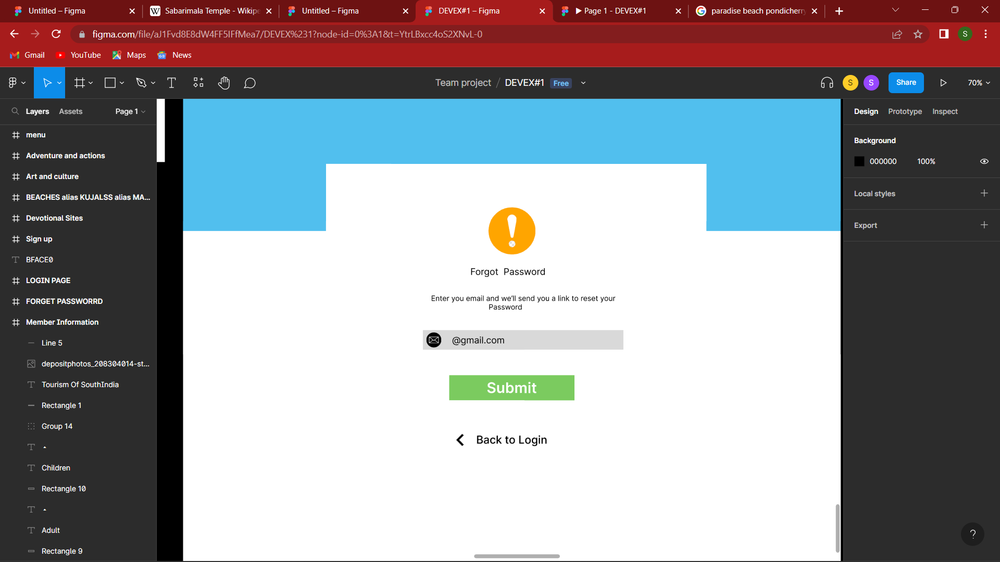 Untitled – Figma
Sabarimala Temple - Wikipe
Untitled – Figma
DEVEX#1 – Figma
▶ Page 1 - DEVEX#1
paradise beach pondicherry
figma.com/file/aJ1Fvd8E8dW4FF5IFfMea7/DEVEX%231?node-id=0%3A1&t=YtrLBxcc4oS2XNvL-0
S
Gmail
YouTube
Maps
News
Team project / DEVEX#1 Free
S
S
Share
70%
Layers
Assets
Page 1
menu
Adventure and actions
Art and culture
BEACHES alias KUJALSS alias MA...
Devotional Sites
Sign up
BFACE0
LOGIN PAGE
FORGET PASSWORRD
Member Information
Line 5
depositphotos_208304014-st...
Tourism Of SouthIndia
Rectangle 1
Group 14
Children
Rectangle 10
Adult
Rectangle 9
!
Forgot Password
Enter you email and we'll send you a link to reset your
Password
@gmail.com
Submit
Back to Login
Design
Prototype
Inspect
Background
000000
100%
Local styles
Export
?